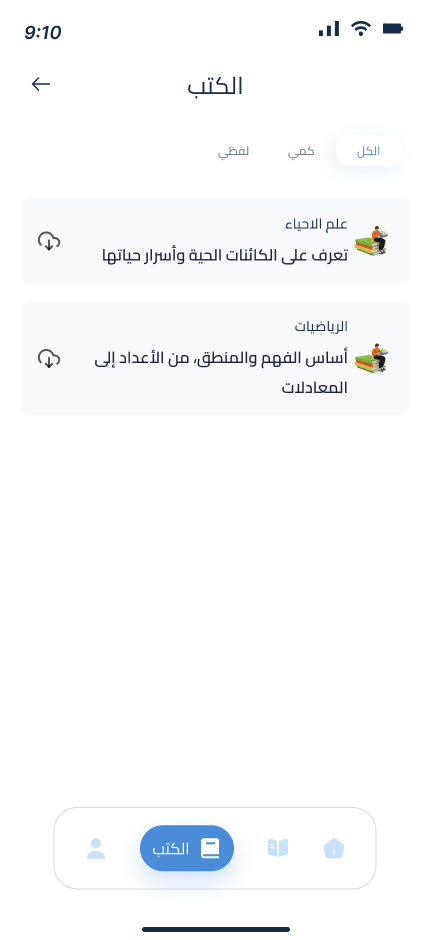 9:10
الكتب
الكل
كمي
لفظي
علم الاحياء
تعرف على الكائنات الحية وأسرار حياتها
الرياضيات
أساس الفهم والمنطق، من الأعداد إلى
المعادلات
الكتب